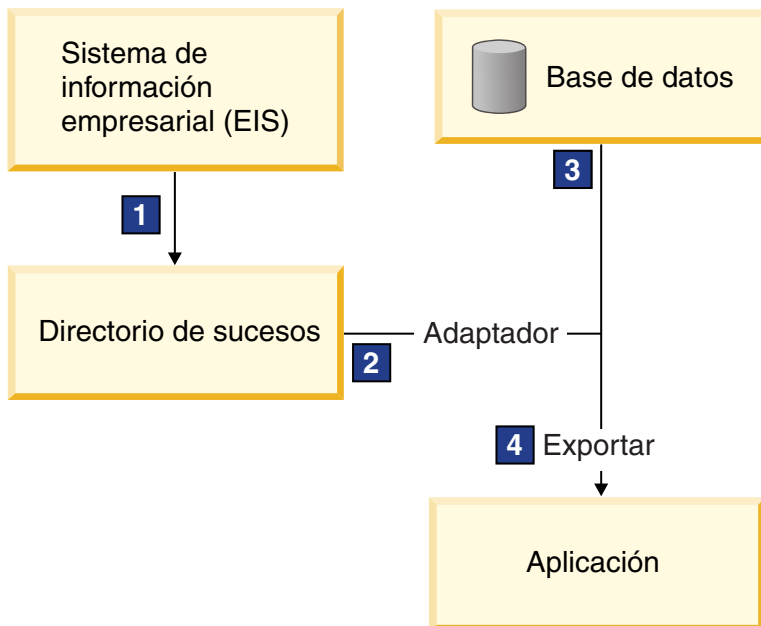 Sistema de
información
empresarial (EIS)
Base de datos
1
3
Directorio de sucesos
Adaptador
2
4 Exportar
Aplicación